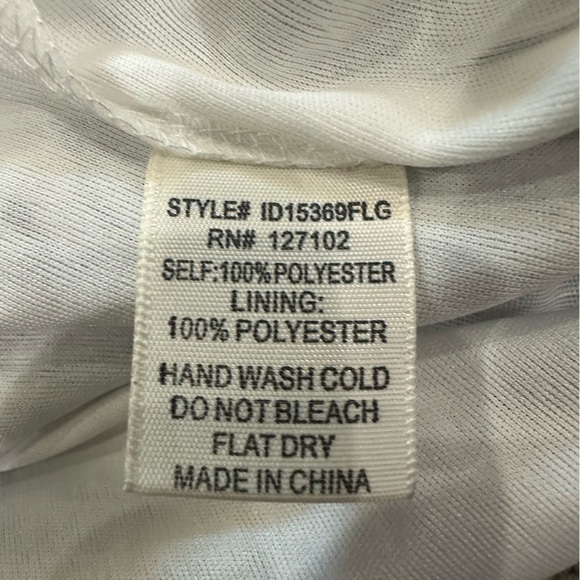 STYLE# ID15369FLG
RN# 127102
SELF:100%POLYESTER
LINING:
100% POLYESTER
HAND WASH COLD
DO NOT BLEACH
FLAT DRY
MADE IN CHINA